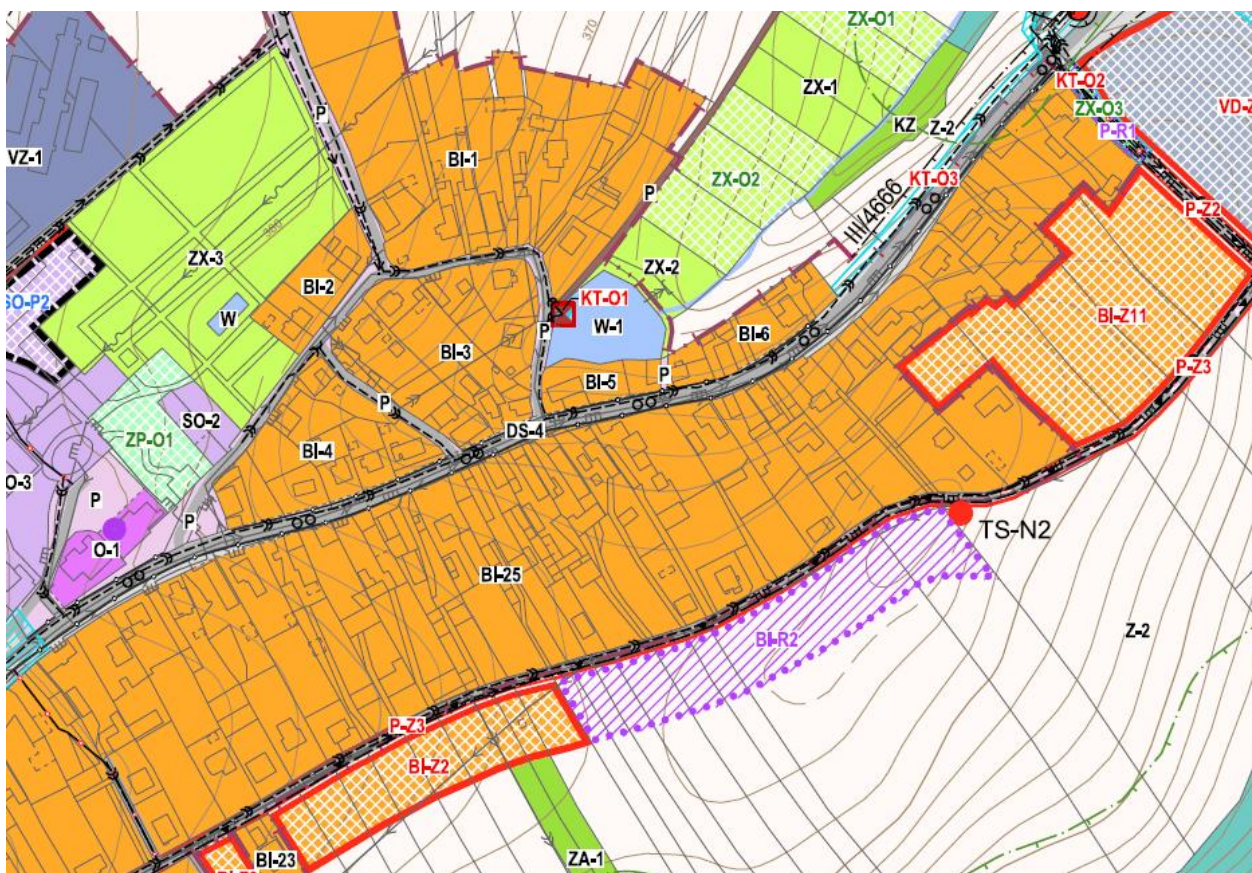 ZX-O1
370
KT-O2
ZX-1
ZX-O3
VD-Z
P
KZ
Z-2
P-R1
VZ-1
BI-1
ZX-O2
KT-O3
P
P-Z2
III/4666
ZX-3
ZX-2
SO-P2
BI-2
KT-O1
W
W-1
BI-Z11
P
BI-6
BI-3
P-Z3
BI-5
P
P
SO-2
DS-4
ZP-O1
BI-4
O-3
P
P
O-1
TS-N2
BI-25
Z-2
BI-R2
P-Z3
BI-Z2
BI-23
ZA-1